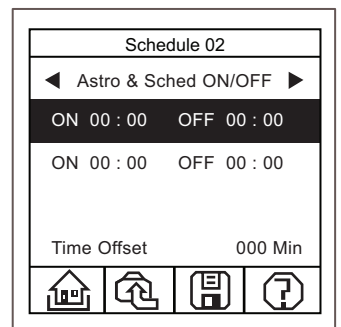 Schedule 02
◀ Astro & Sched ON/OFF ▶
ON 00 : 00 OFF 00 : 00
ON 00 : 00 OFF 00 : 00
Time Offset 000 Min
?